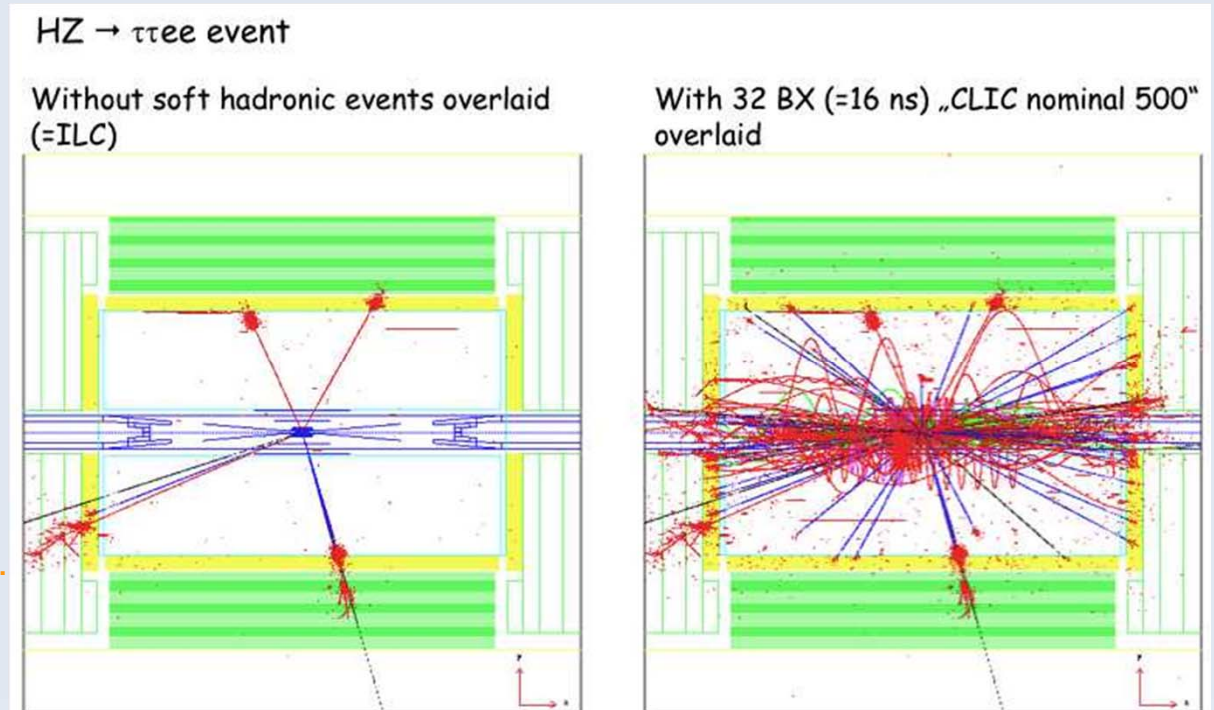 HZ → ττee event
Without soft hadronic events overlaid
(=ILC)
With 32 BX (=16 ns) „CLIC nominal 500“
overlaid